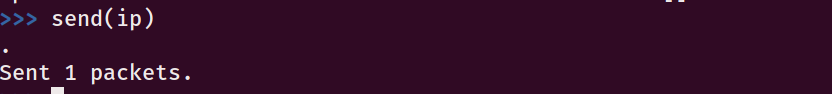 >>> send(ip)
.
Sent 1 packets.